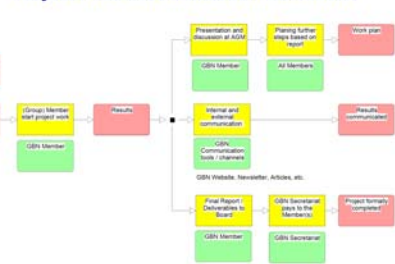 Presentation and
discussion at AGM
Planing further
steps based on
report
Work plan
GBN Member
All Members
(Group) Member
start project work
Results
Internal and
external
communication
Results
communicated
GBN Member
GBN
Communication
tools / channels
GBN Website, Newsletter, Articles, etc.
Final Report /
Deliverables to
Board
GBN Secretariat
pays to the
Member(s)
Project formally
completed
GBN Member
GBN Secretariat